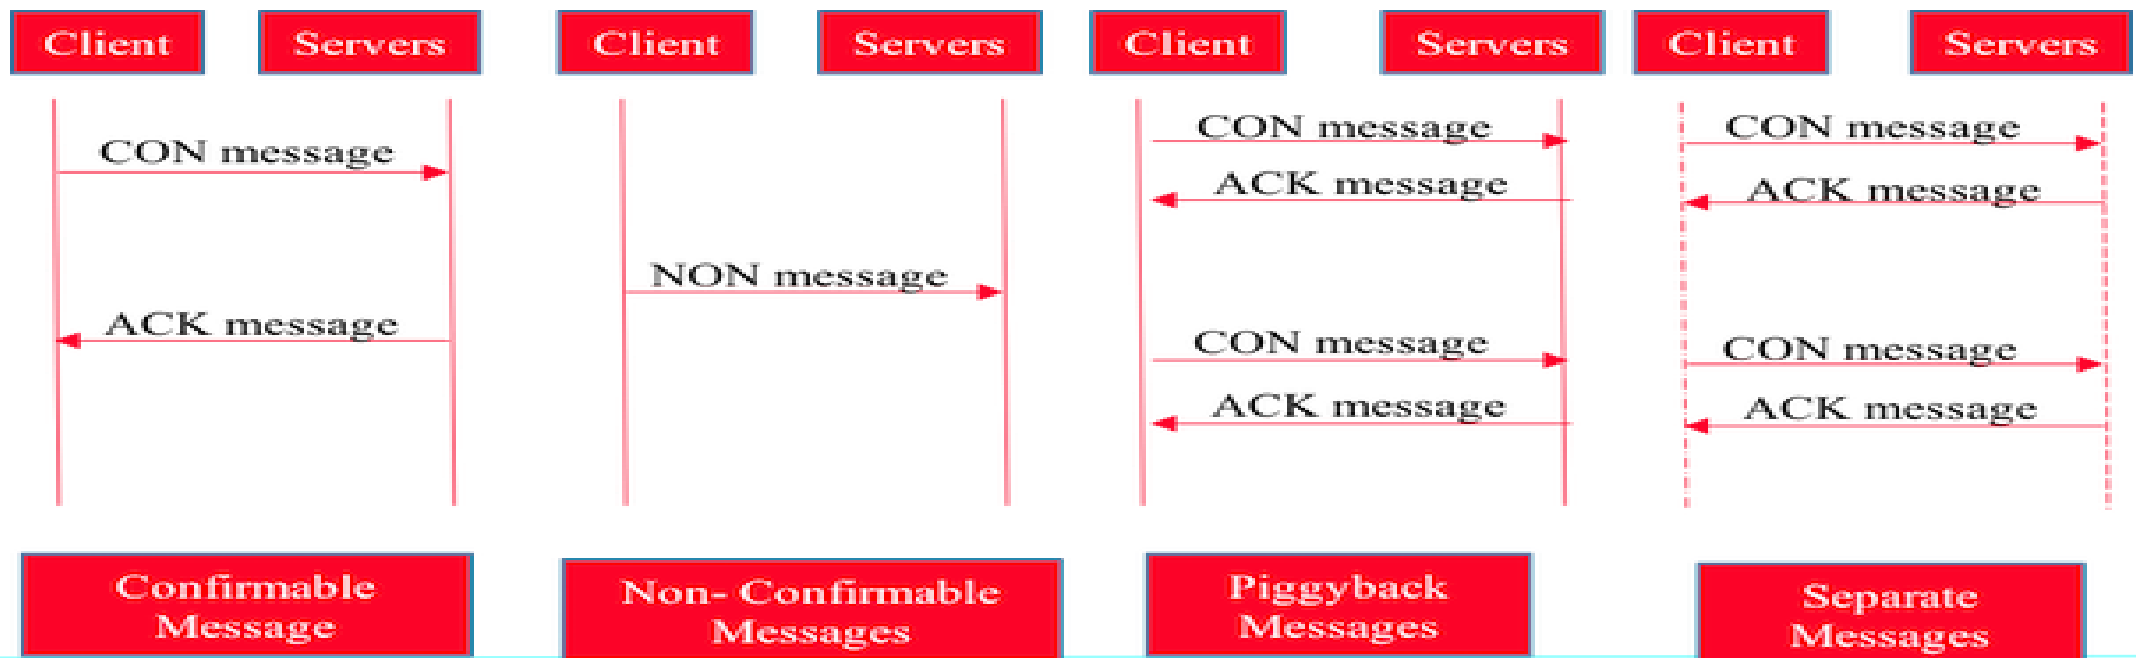 Client
Servers
Client
Servers
Client
Servers
Client
Servers
CON message
ACK message
NON message
CON message
ACK message
CON message
ACK message
CON message
ACK message
CON message
ACK message
Confirmable
Message
Non- Confirmable
Messages
Piggyback
Messages
Separate
Messages